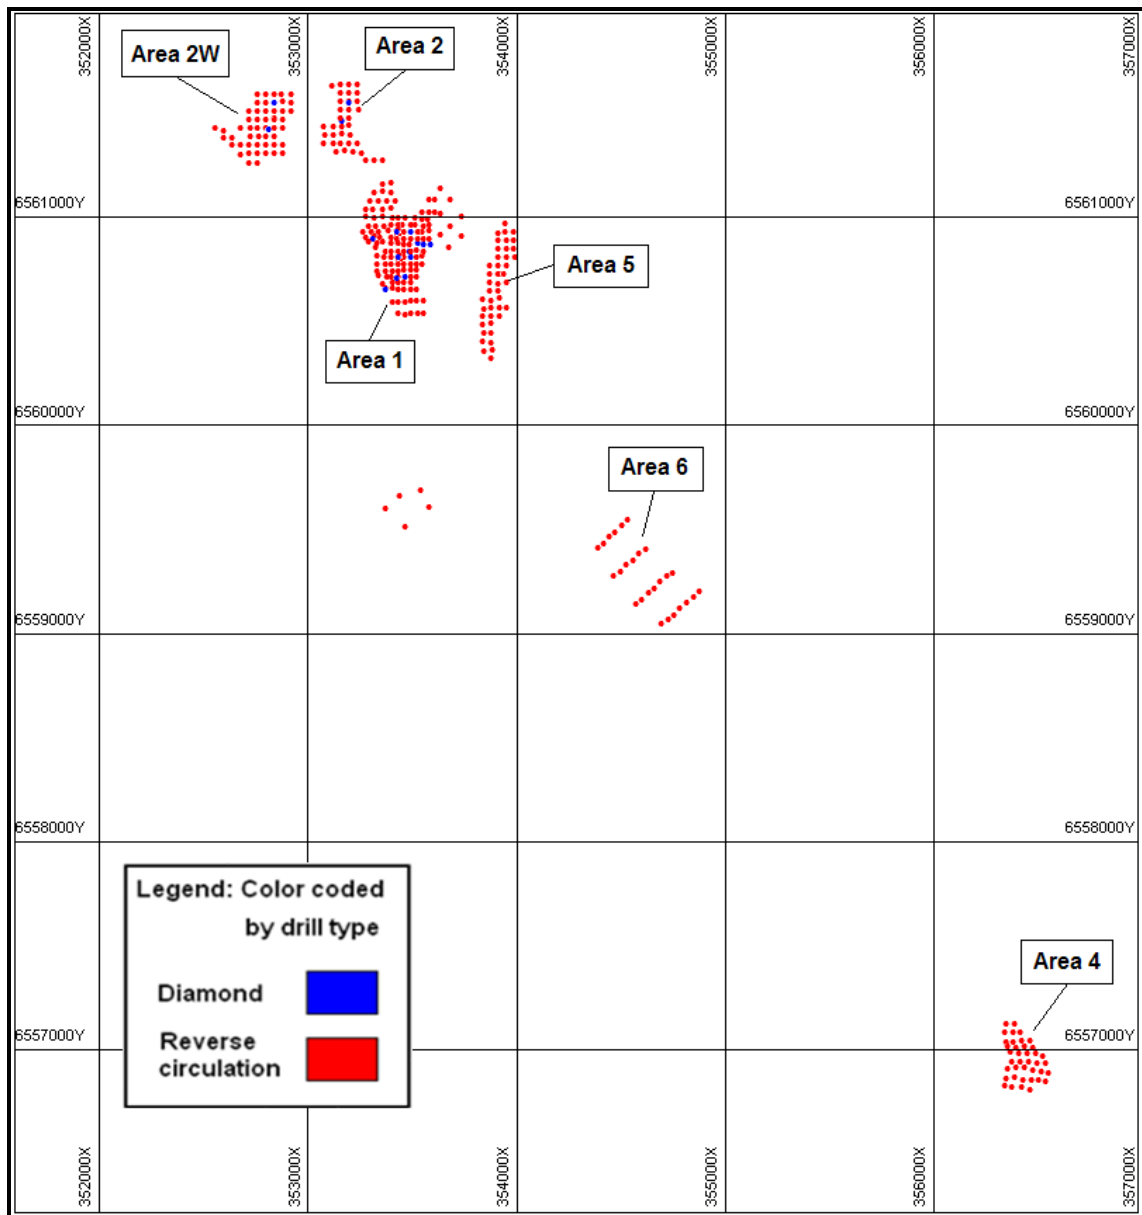 352000X
353000X
354000X
355000X
356000X
357000X
Area 2W
Area 2
6561000Y
6561000Y
Area 5
Area 1
6560000Y
6560000Y
Area 6
6559000Y
6559000Y
6558000Y
6558000Y
Legend: Color coded
by drill type
Diamond
Reverse
circulation
Area 4
6557000Y
6557000Y
352000X
353000X
354000X
355000X
356000X
357000X